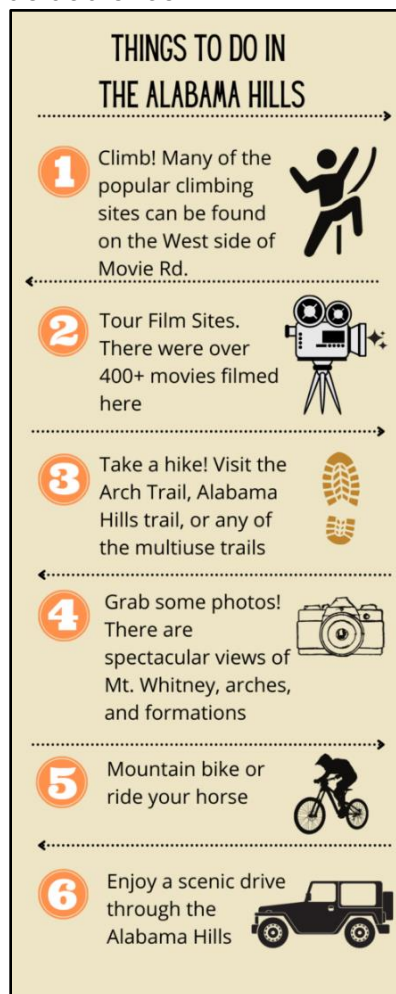 THINGS TO DO IN
THE ALABAMA HILLS
1
Climb! Many of the
popular climbing
sites can be found
on the West side of
Movie Rd.
2
Tour Film Sites.
There were over
400+ movies filmed
here
3
Take a hike! Visit the
Arch Trail, Alabama
Hills trail, or any of
the multiuse trails
4
Grab some photos!
There are
spectacular views of
Mt. Whitney, arches,
and formations
5
Mountain bike or
ride your horse
6
Enjoy a scenic drive
through the
Alabama Hills